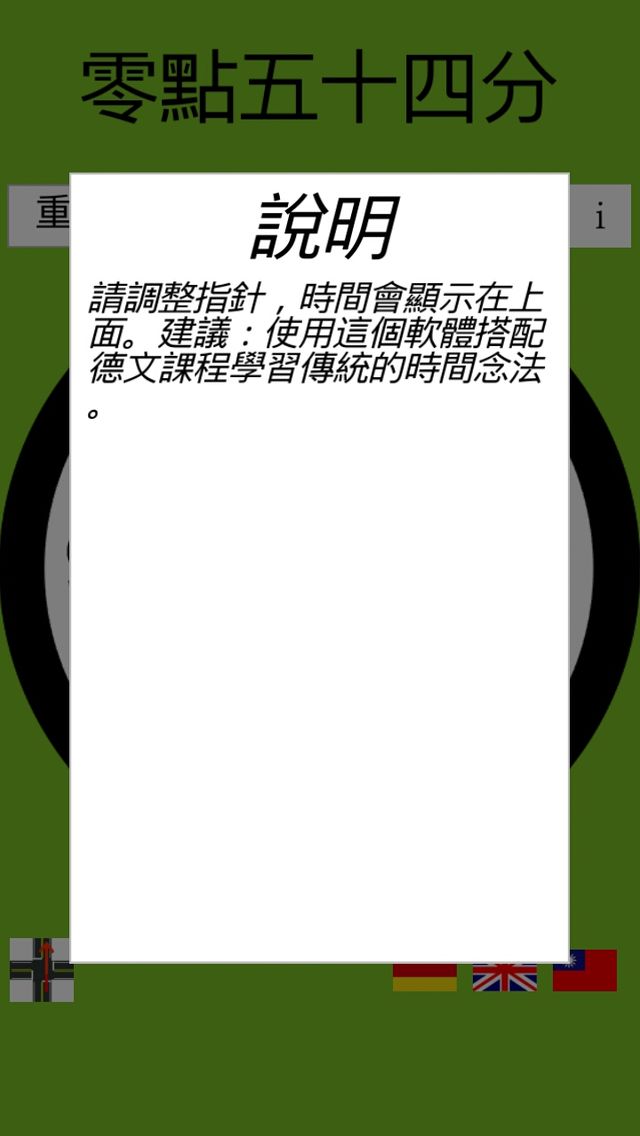 零點五十四分
重
i
說明
請調整指針，時間會顯示在上
面。建議：使用這個軟體搭配
德文課程學習傳統的時間念法
。